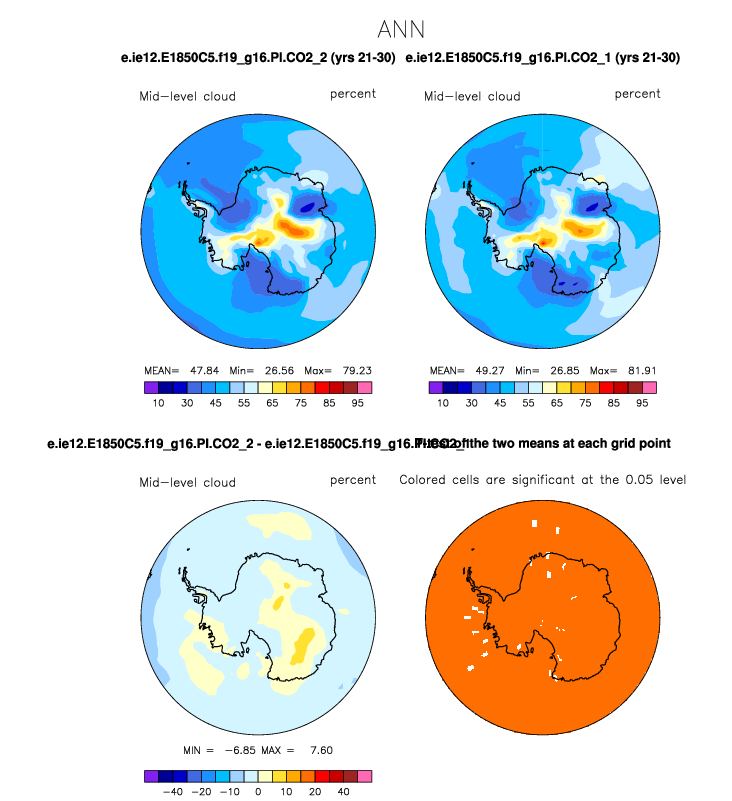 ANN
e.ie12.E1850C5.f19_g16.PI.CO2_2 (yrs 21-30) e.ie12.E1850C5.f19_g16.PI.CO2_1 (yrs 21-30)
Mid-level cloud percent Mid-level cloud percent
MEAN= 47.84 Min= 26.56 Max= 79.23 MEAN= 49.27 Min= 26.85 Max= 81.91
10 30 45 55 65 75 85 95 10 30 45 55 65 75 85 95
e.ie12.E1850C5.f19_g16.PI.CO2_2 - e.ie12.E1850C5.f19_g16.PI.CO2_ of the two means at each grid point
Mid-level cloud percent Colored cells are significant at the 0.05 level
MIN = -6.85 MAX = 7.60
-40 -20 -10 0 10 20 40